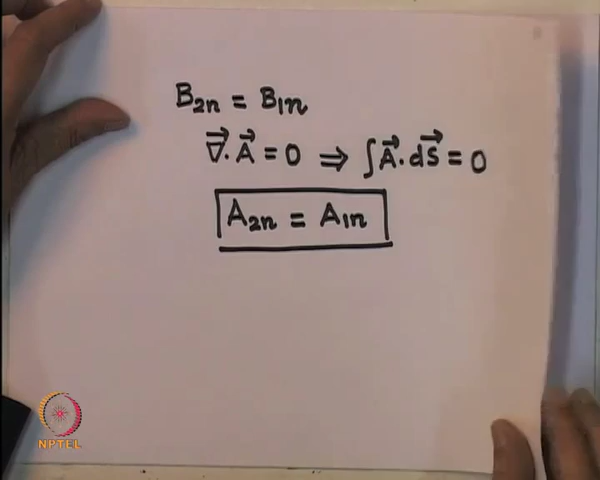 B₂ₙ = B₁ₙ
∇⃗. A⃗ = 0 ⇒ ∫A⃗. dS⃗ = 0
A₂ₙ = A₁ₙ
NPTEL